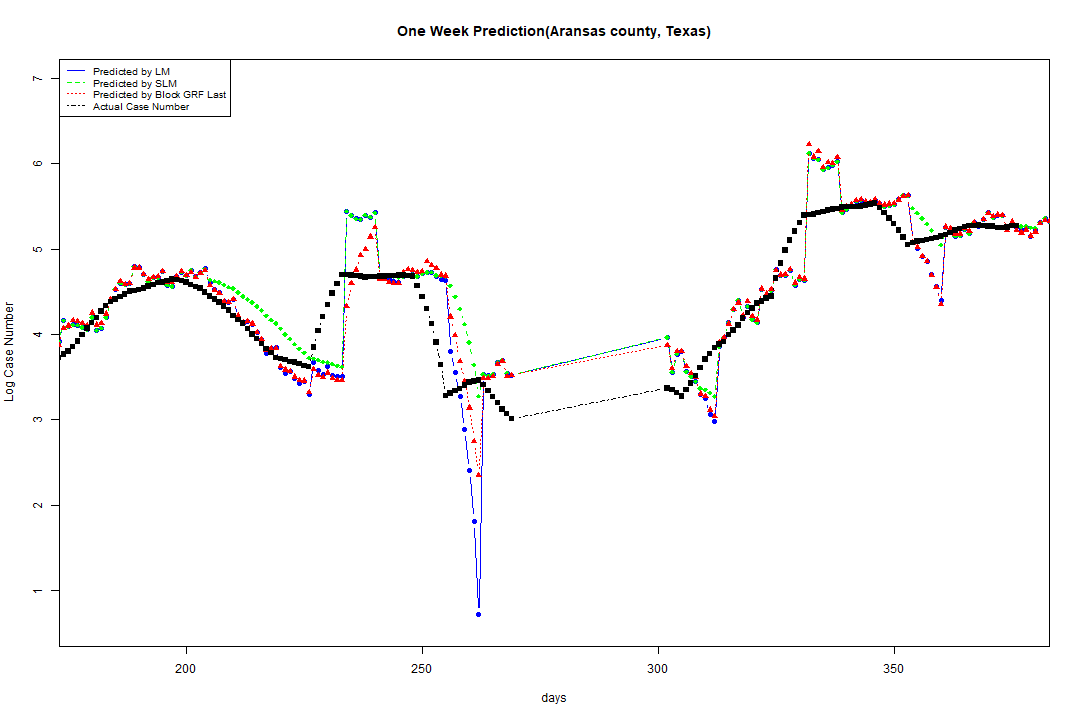 One Week Prediction(Aransas county, Texas)
Predicted by LM
Predicted by SLM
Predicted by Block GRF Last
Actual Case Number
7
6
5
4
3
2
1
Log Case Number
200
250
300
350
days